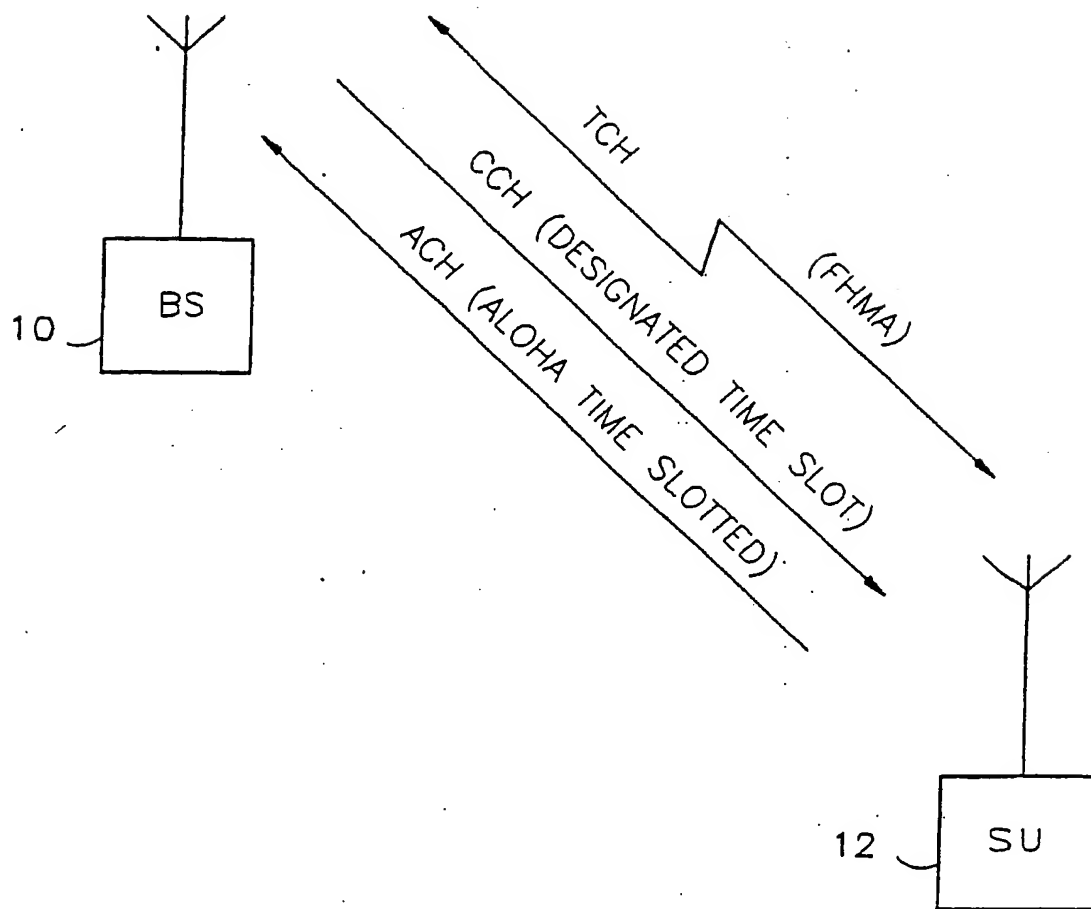 TCH
(FHMA)
CCH (DESIGNATED TIME SLOT)
ACH (ALOHA TIME SLOTTED)
BS
10
SU
12